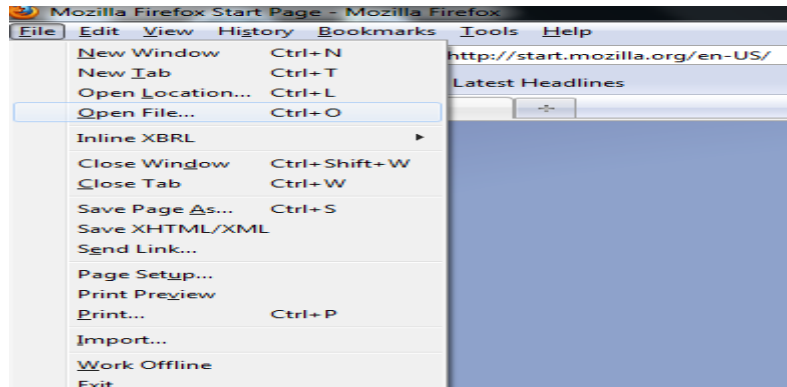 Mozilla Firefox Start Page - Mozilla Firefox
File Edit View History Bookmarks Tools Help
New Window Ctrl+N
http://start.mozilla.org/en-US/
New Tab Ctrl+T
Latest Headlines
Open Location... Ctrl+L
Open File... Ctrl+O
Inline XBRL
Close Window Ctrl+Shift+W
Close Tab Ctrl+W
Save Page As... Ctrl+S
Save XHTML/XML
Send Link...
Page Setup...
Print Preview
Print... Ctrl+P
Import...
Work Offline
Exit